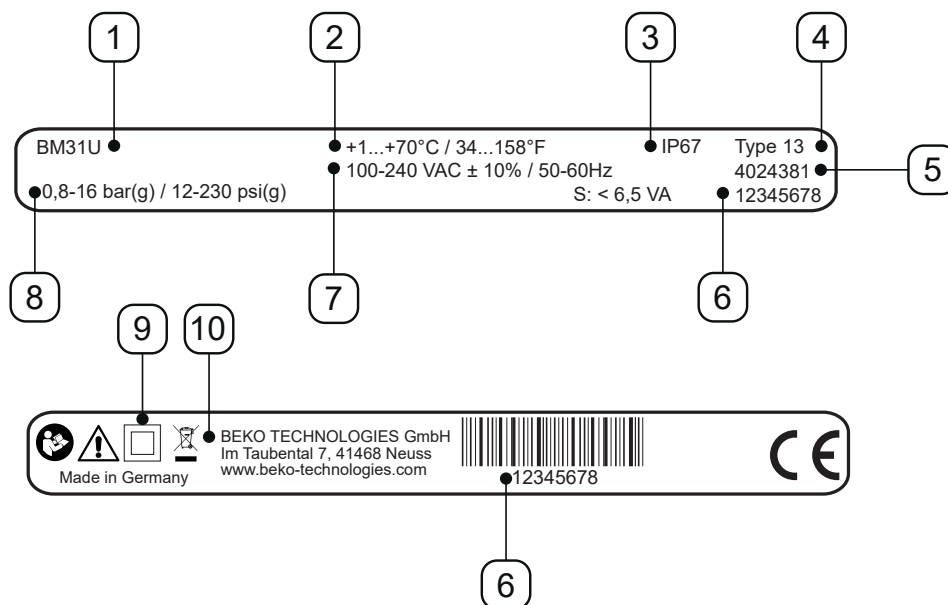 1 2 3 4
BM31U +1...+70°C / 34...158°F IP67 Type 13
100-240 VAC ± 10% / 50-60Hz 4024381 5
0,8-16 bar(g) / 12-230 psi(g) S: < 6,5 VA 12345678
8 7 6
9 10
BEKO TECHNOLOGIES GmbH
Im Taubental 7, 41468 Neuss
www.beko-technologies.com
Made in Germany
12345678
CE
6